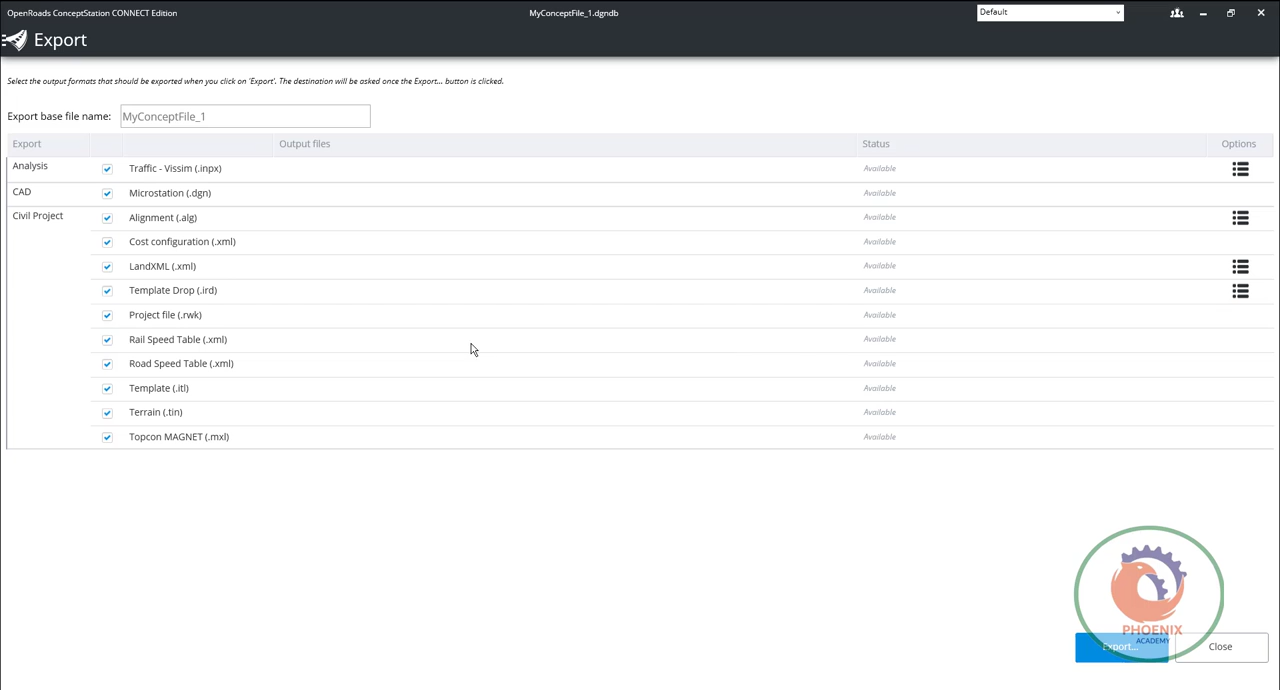 OpenRoads ConceptStation CONNECT Edition MyConceptFile_1.dgndb Default
Export
Select the output formats that should be exported when you click on 'Export'. The destination will be asked once the Export... button is clicked.
Export base file name: MyConceptFile_1
Export Output files Status Options
Analysis Traffic - Vissim (.inpx) Available
CAD Microstation (.dgn) Available
Civil Project Alignment (.alg) Available
Cost configuration (.xml) Available
LandXML (.xml) Available
Template Drop (.ird) Available
Project file (.rwk) Available
Rail Speed Table (.xml) Available
Road Speed Table (.xml) Available
Template (.itl) Available
Terrain (.tin) Available
Topcon MAGNET (.mxl) Available
PHOENIX
ACADEMY
Export... Close